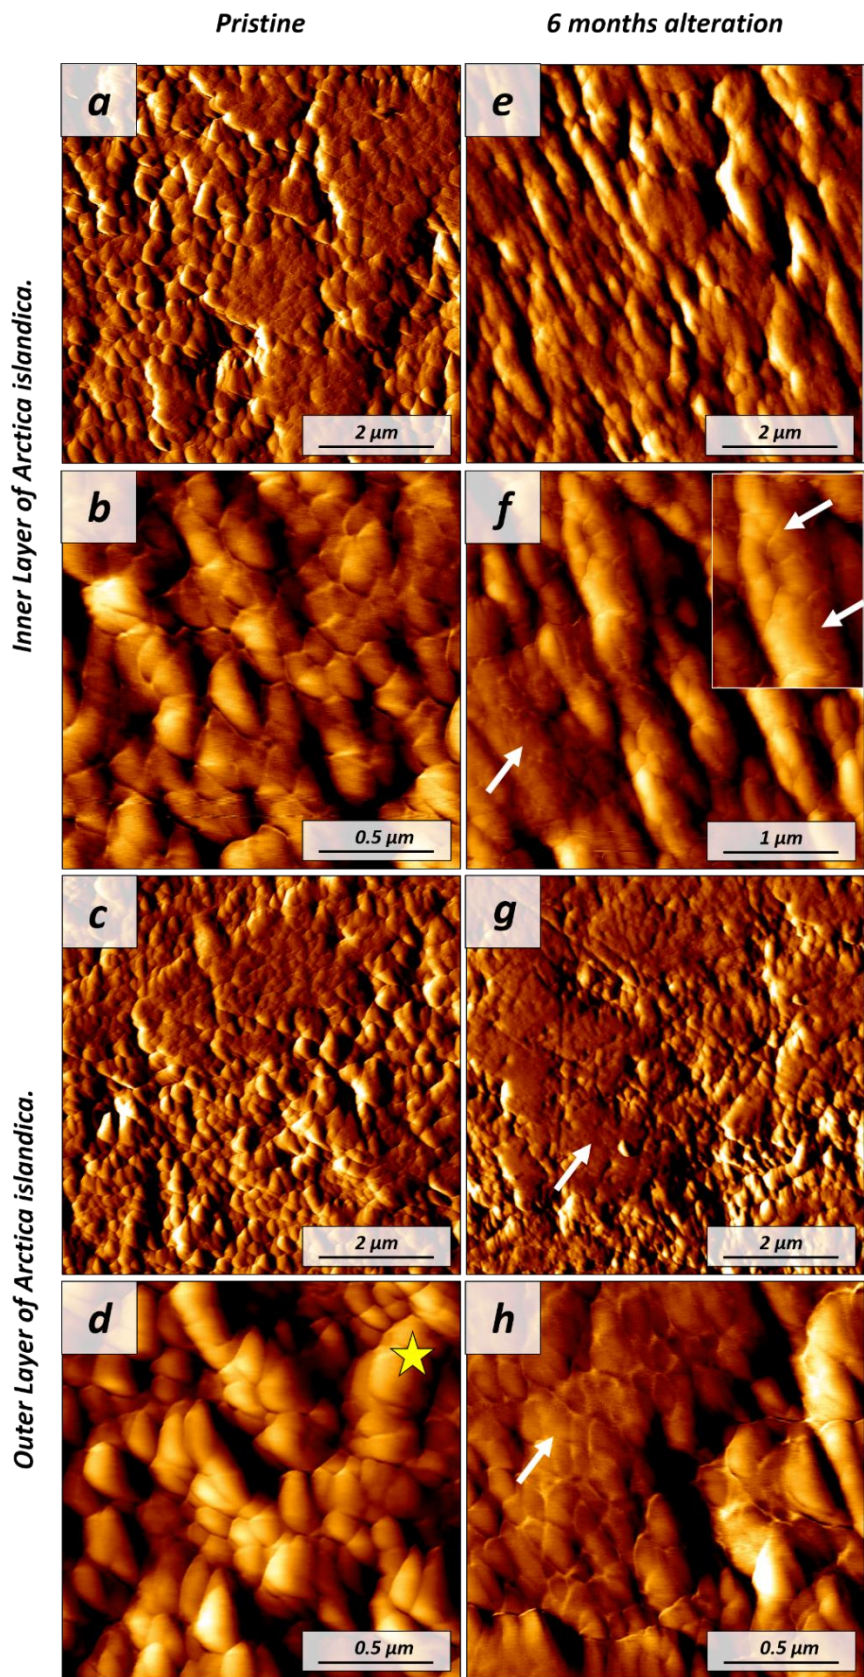 Pristine
6 months alteration
Inner Layer of Arctica islandica.
a
2 µm
e
2 µm
b
0.5 µm
f
1 µm
Outer Layer of Arctica islandica.
c
2 µm
g
2 µm
d
0.5 µm
h
0.5 µm